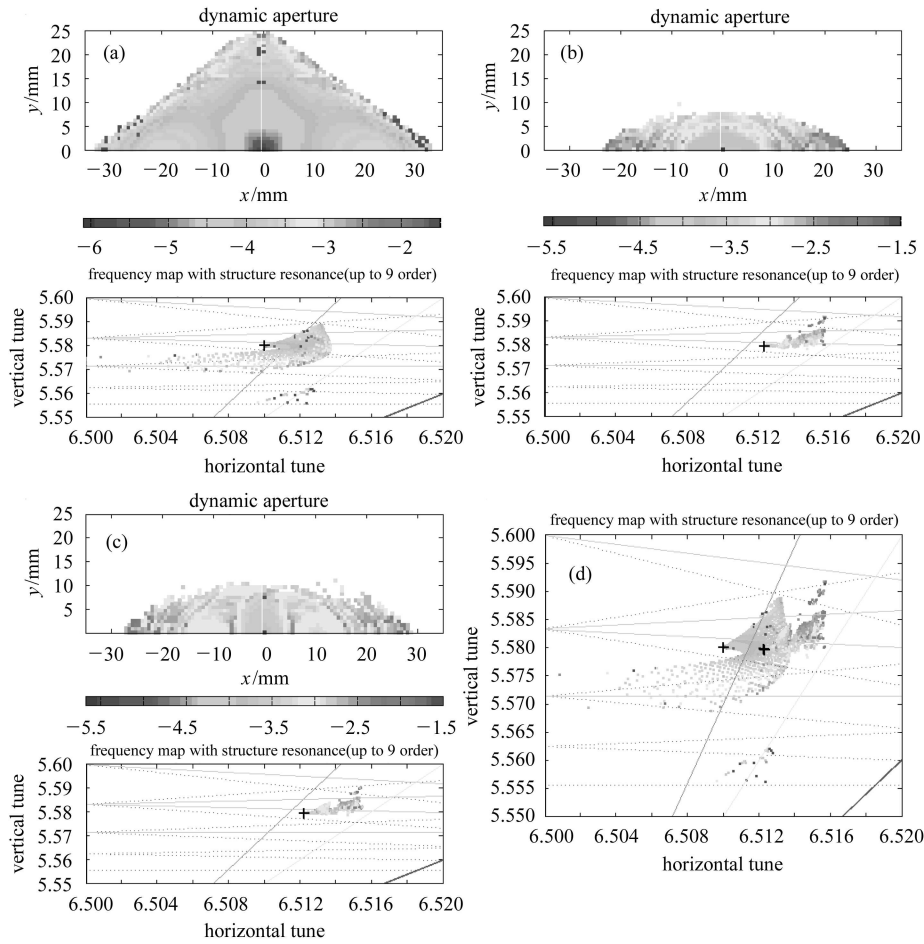 dynamic aperture
(a)
25
20
15
10
5
0
y/mm
−30 −20 −10 0 10 20 30
x/mm
−6 −5 −4 −3 −2
frequency map with structure resonance(up to 9 order)
5.60
5.59
5.58
5.57
5.56
5.55
vertical tune
6.500 6.504 6.508 6.512 6.516 6.520
horizontal tune
dynamic aperture
(b)
25
20
15
10
5
0
y/mm
−30 −20 −10 0 10 20 30
x/mm
−5.5 −4.5 −3.5 −2.5 −1.5
frequency map with structure resonance(up to 9 order)
5.60
5.59
5.58
5.57
5.56
5.55
vertical tune
6.500 6.504 6.508 6.512 6.516 6.520
horizontal tune
dynamic aperture
(c)
25
20
15
10
5
y/mm
−30 −20 −10 0 10 20 30
x/mm
−5.5 −4.5 −3.5 −2.5 −1.5
frequency map with structure resonance(up to 9 order)
5.60
5.59
5.58
5.57
5.56
5.55
vertical tune
6.500 6.504 6.508 6.512 6.516 6.520
horizontal tune
frequency map with structure resonance(up to 9 order)
(d)
5.600
5.595
5.590
5.585
5.580
5.575
5.570
5.565
5.560
5.555
5.550
vertical tune
6.500 6.504 6.508 6.512 6.516 6.520
horizontal tune